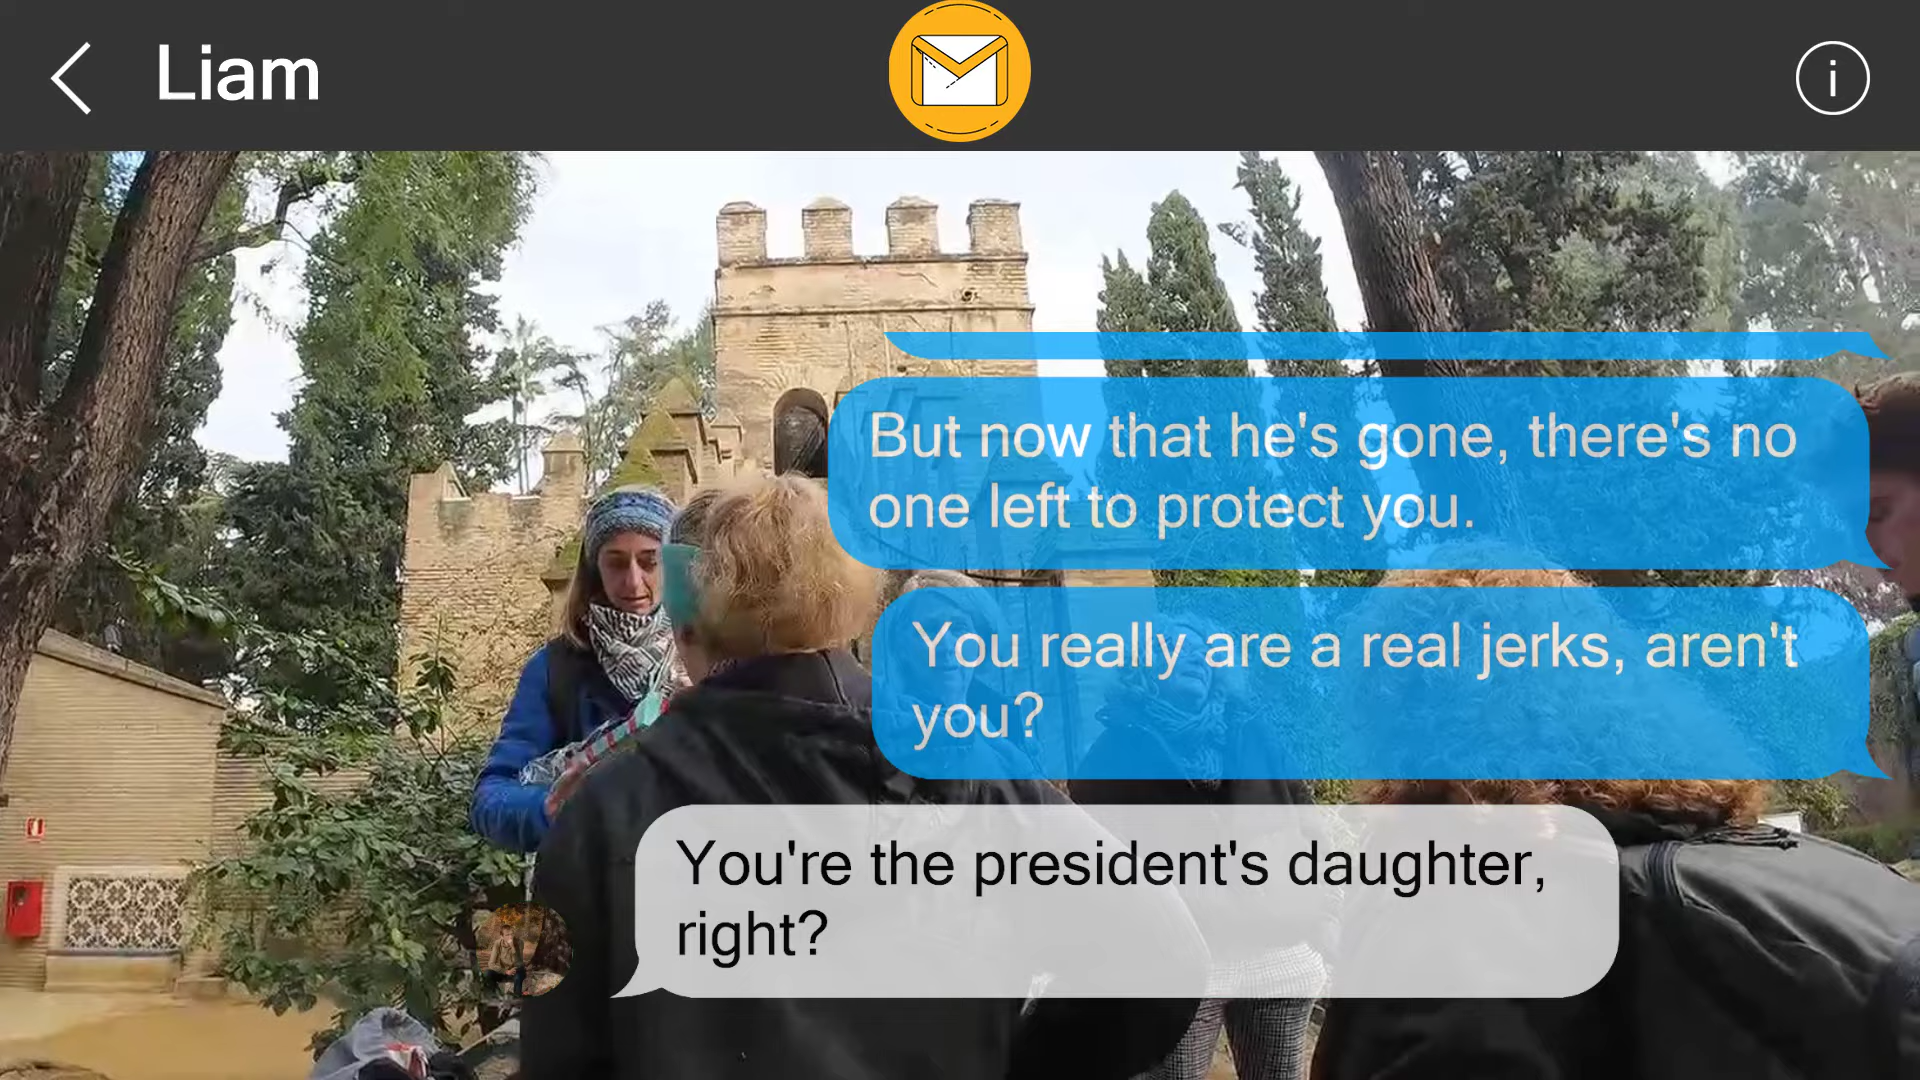 Liam
But now that he's gone, there's no
one left to protect you.
You really are a real jerks, aren't
you?
You're the president's daughter,
right?